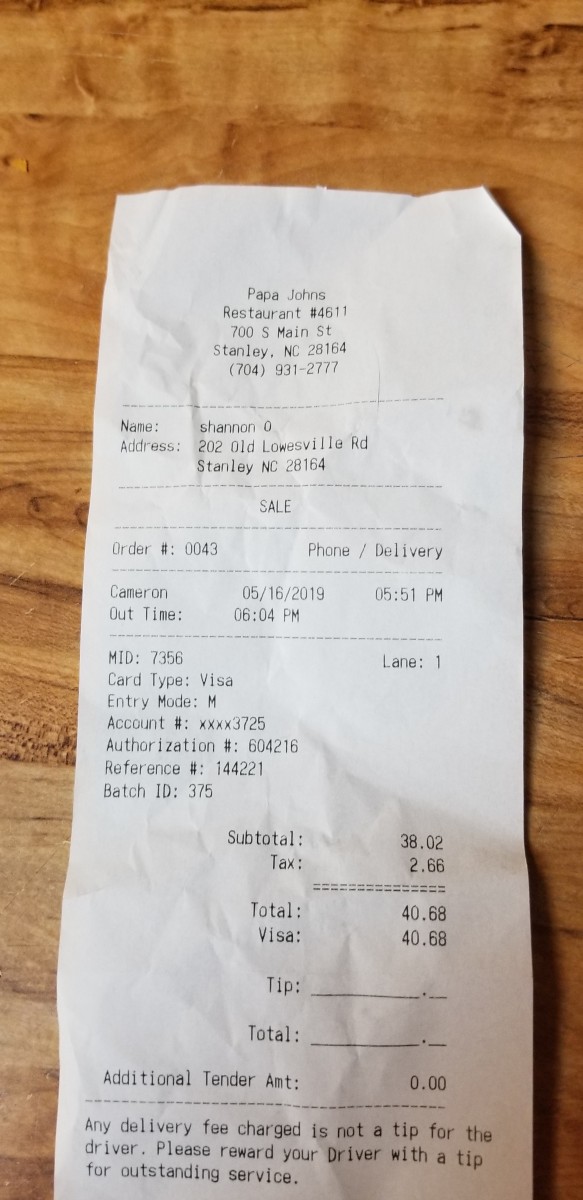 Papa Johns
Restaurant #4611
700 S Main St
Stanley, NC 28164
(704) 931-2777
Name: shannon O
Address: 202 Old Lowesville Rd
Stanley NC 28164
SALE
Order #: 0043 Phone / Delivery
Cameron 05/16/2019 05:51 PM
Out Time: 06:04 PM
MID: 7356 Lane: 1
Card Type: Visa
Entry Mode: M
Account #: xxxx3725
Authorization #: 604216
Reference #: 144221
Batch ID: 375
Subtotal: 38.02
Tax: 2.66
===============
Total: 40.68
Visa: 40.68
Tip: ________.__
Total: ________.__
Additional Tender Amt: 0.00
Any delivery fee charged is not a tip for the
driver. Please reward your Driver with a tip
for outstanding service.